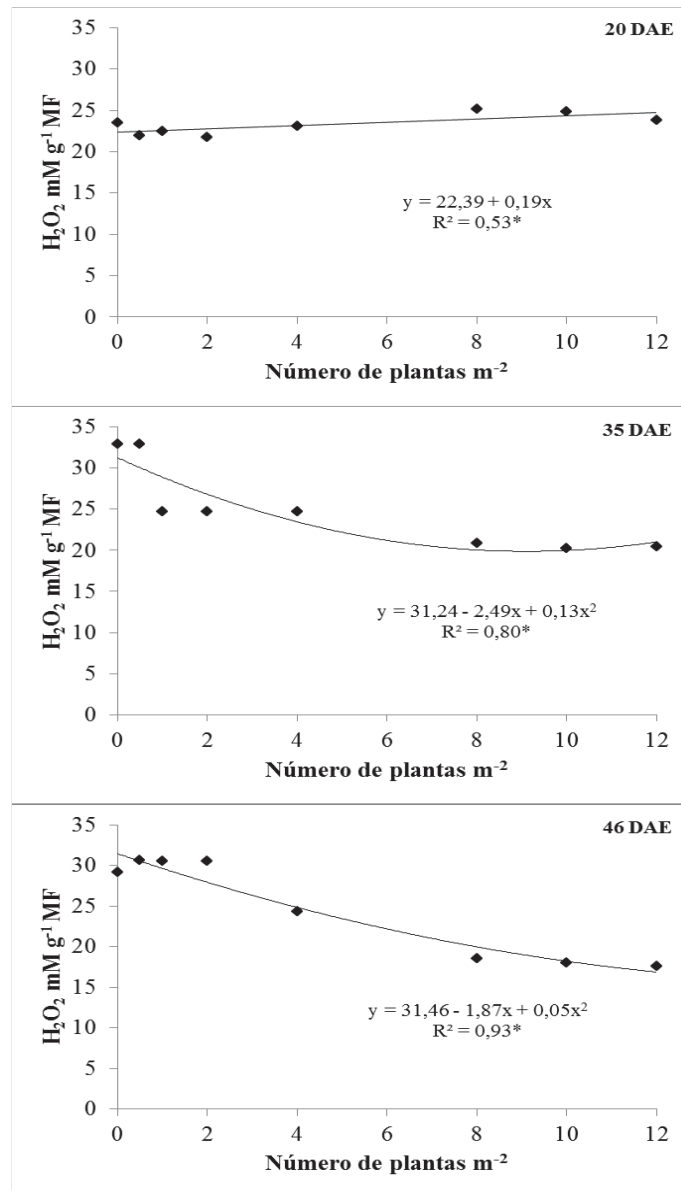 20 DAE
35
30
25
20
15
10
5
0
H₂O₂ mM g⁻¹ MF
y = 22,39 + 0,19x
R² = 0,53*
0 2 4 6 8 10 12
Número de plantas m⁻²
35 DAE
35
30
25
20
15
10
5
0
H₂O₂ mM g⁻¹ MF
y = 31,24 - 2,49x + 0,13x²
R² = 0,80*
0 2 4 6 8 10 12
Número de plantas m⁻²
46 DAE
35
30
25
20
15
10
5
0
H₂O₂ mM g⁻¹ MF
y = 31,46 - 1,87x + 0,05x²
R² = 0,93*
0 2 4 6 8 10 12
Número de plantas m⁻²